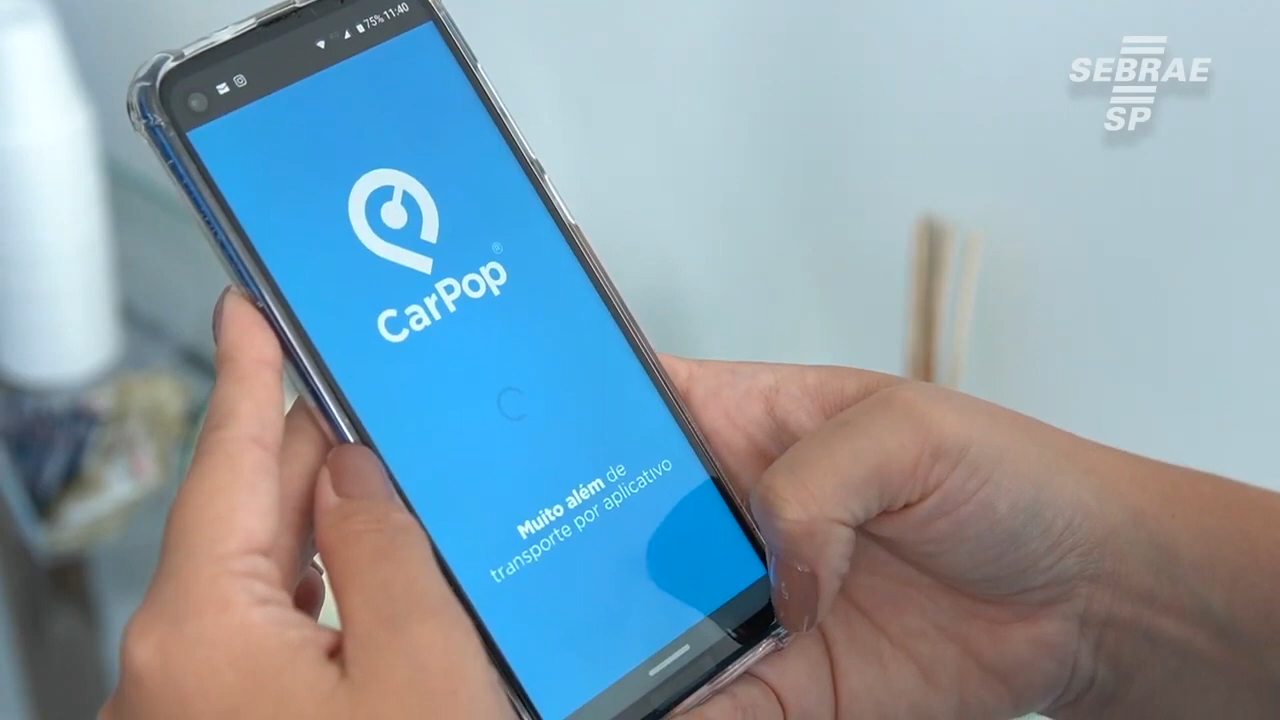 75% 11:40
CarPop®
Muito além de
transporte por aplicativo
SEBRAE
SP